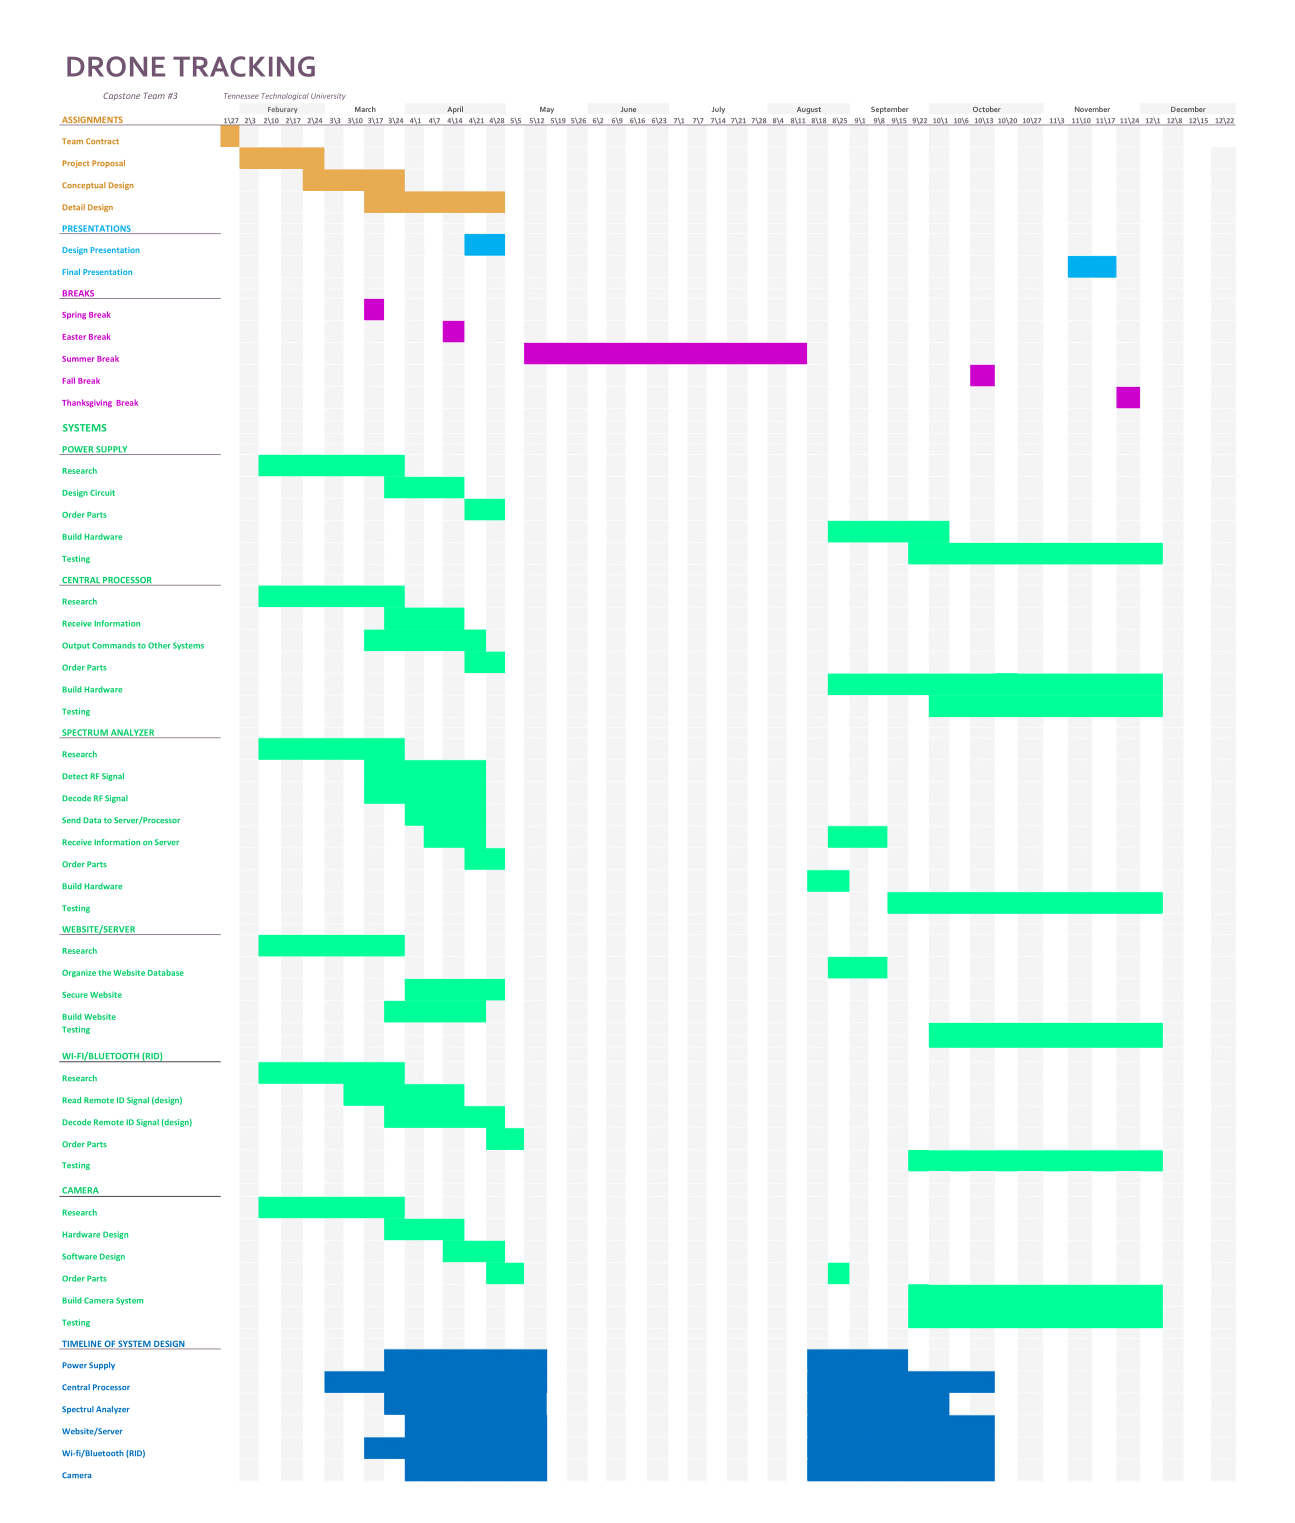 DRONE TRACKING
Capstone Team #3 Tennessee Technological University
Feburary March April May June July August September October November December
ASSIGNMENTS 1\27 2\3 2\10 2\17 2\24 3\3 3\10 3\17 3\24 4\1 4\7 4\14 4\21 4\28 5\5 5\12 5\19 5\26 6\2 6\9 6\16 6\23 7\1 7\7 7\14 7\21 7\28 8\4 8\11 8\18 8\25 9\1 9\8 9\15 9\22 10\1 10\6 10\13 10\20 10\27 11\3 11\10 11\17 11\24 12\1 12\8 12\15 12\22
Team Contract
Project Proposal
Conceptual Design
Detail Design
PRESENTATIONS
Design Presentation
Final Presentation
BREAKS
Spring Break
Easter Break
Summer Break
Fall Break
Thanksgiving Break
SYSTEMS
POWER SUPPLY
Research
Design Circuit
Order Parts
Build Hardware
Testing
CENTRAL PROCESSOR
Research
Receive Information
Output Commands to Other Systems
Order Parts
Build Hardware
Testing
SPECTRUM ANALYZER
Research
Detect RF Signal
Decode RF Signal
Send Data to Server/Processor
Receive Information on Server
Order Parts
Build Hardware
Testing
WEBSITE/SERVER
Research
Organize the Website Database
Secure Website
Build Website
Testing
WI-FI/BLUETOOTH (RID)
Research
Read Remote ID Signal (design)
Decode Remote ID Signal (design)
Order Parts
Testing
CAMERA
Research
Hardware Design
Software Design
Order Parts
Build Camera System
Testing
TIMELINE OF SYSTEM DESIGN
Power Supply
Central Processor
Spectrul Analyzer
Website/Server
Wi-fi/Bluetooth (RID)
Camera